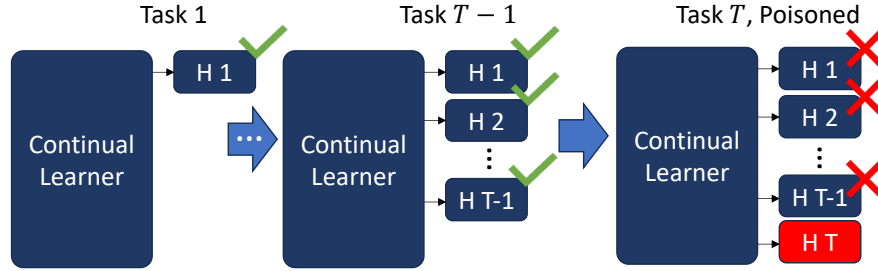 Task 1
Continual
Learner
H 1
...
Task T − 1
Continual
Learner
H 1
H 2
⋮
H T-1
Task T, Poisoned
Continual
Learner
H 1
H 2
⋮
H T-1
H T